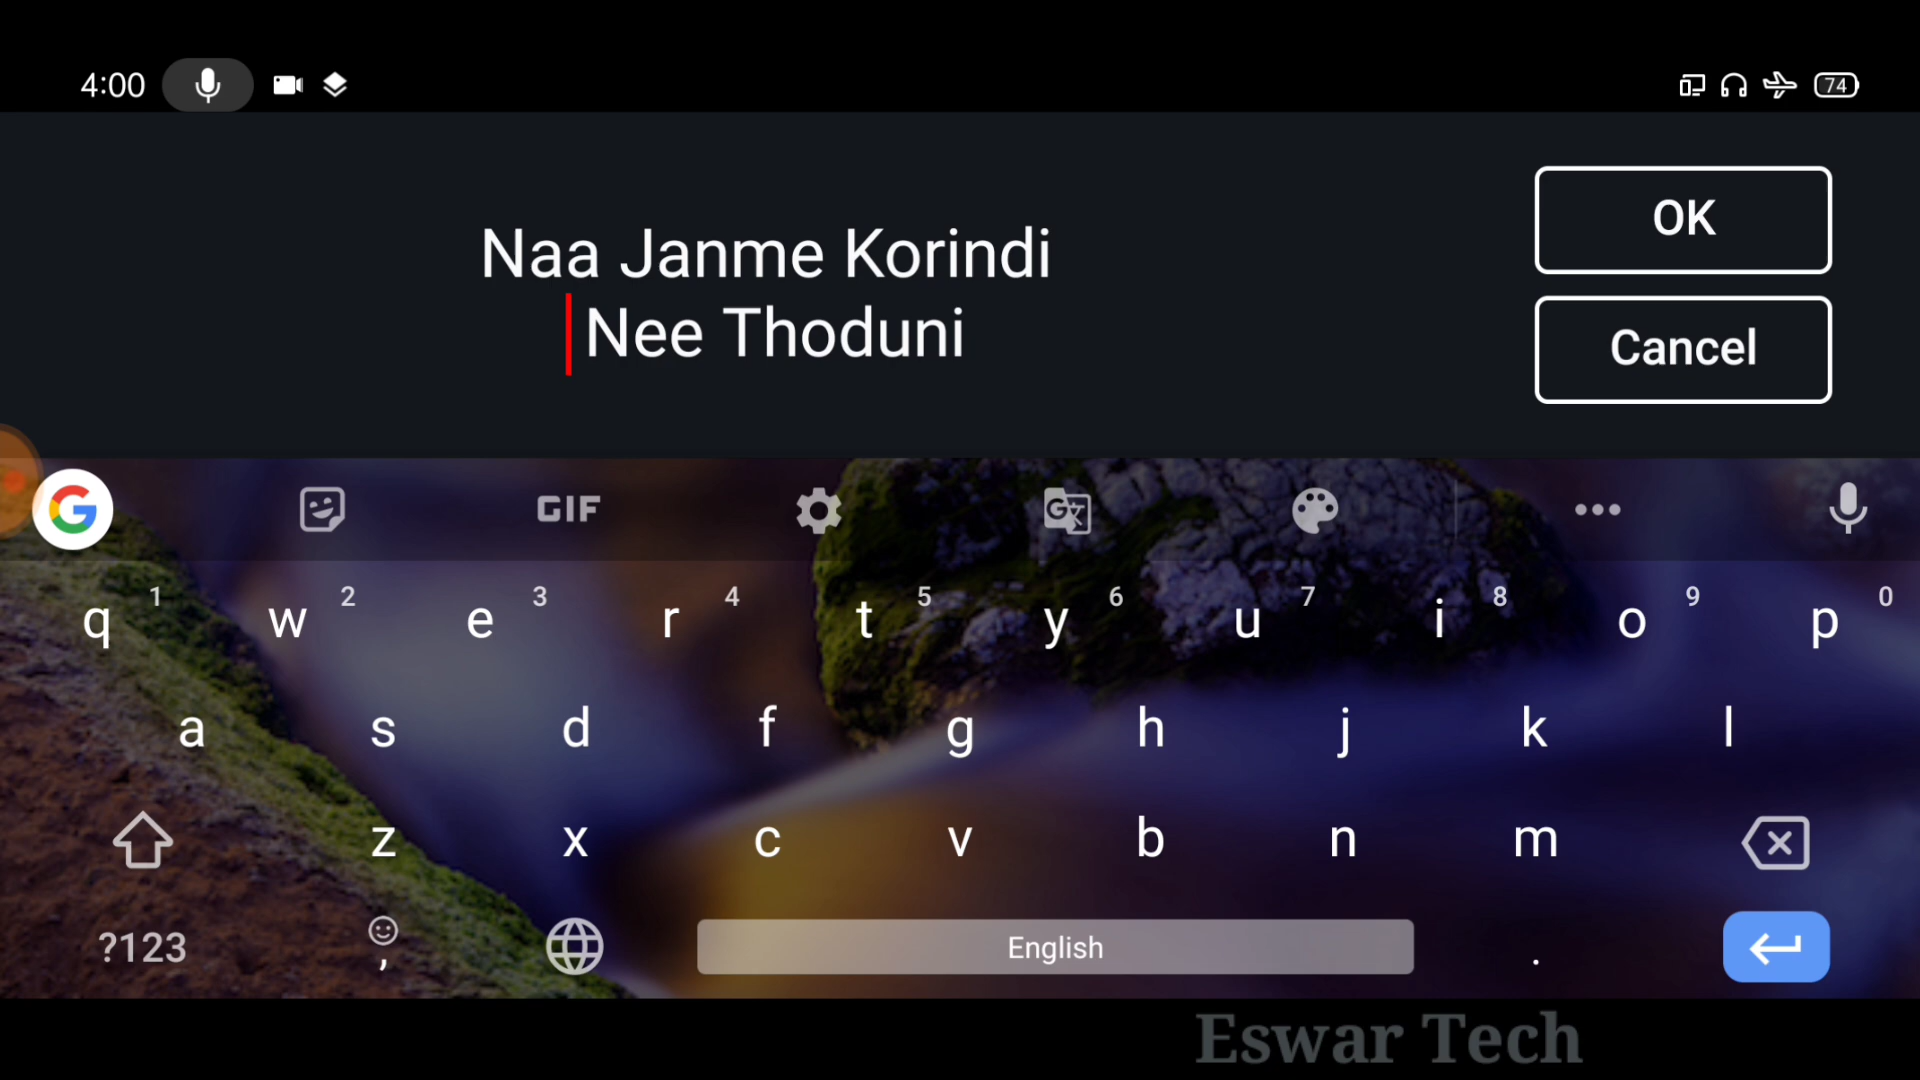 4:00
74
Naa Janme Korindi
Nee Thoduni
OK
Cancel
G GIF G
1 2 3 4 5 6 7 8 9 0
q w e r t y u i o p
a s d f g h j k l
z x c v b n m
?123 , English .
Eswar Tech